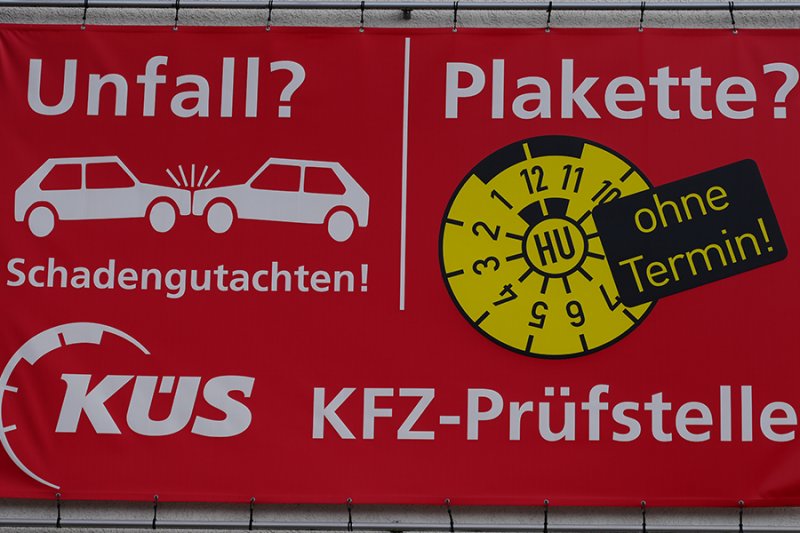 Unfall?
Schadengutachten!
Plakette?
1 12 11 10
2
3
4 5 6 7
HU
ohne
Termin!
KÜS
KFZ-Prüfstelle